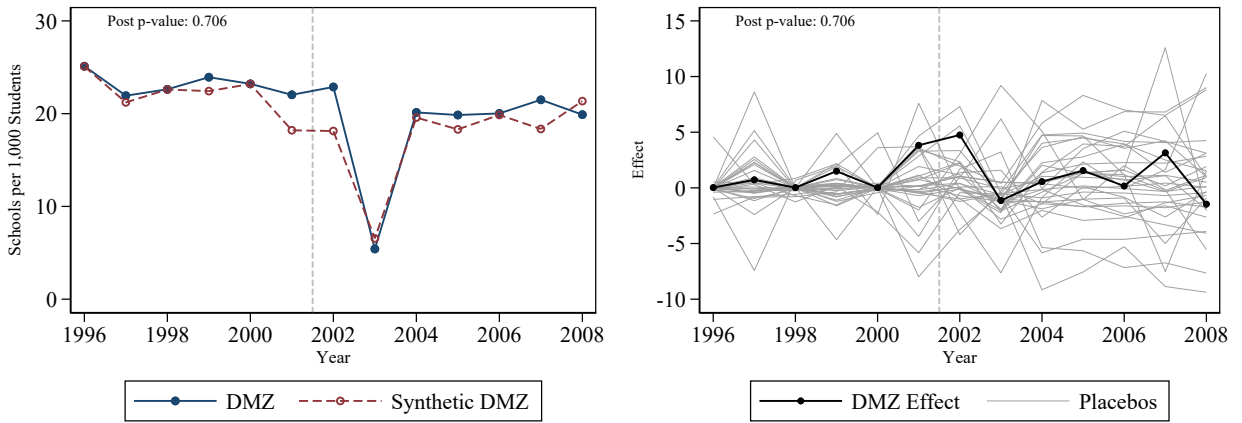 Post p-value: 0.706
Schools per 1,000 Students
30
20
10
0
1996 1998 2000 2002 2004 2006 2008
Year
DMZ Synthetic DMZ
Post p-value: 0.706
Effect
15
10
5
0
-5
-10
1996 1998 2000 2002 2004 2006 2008
Year
DMZ Effect Placebos